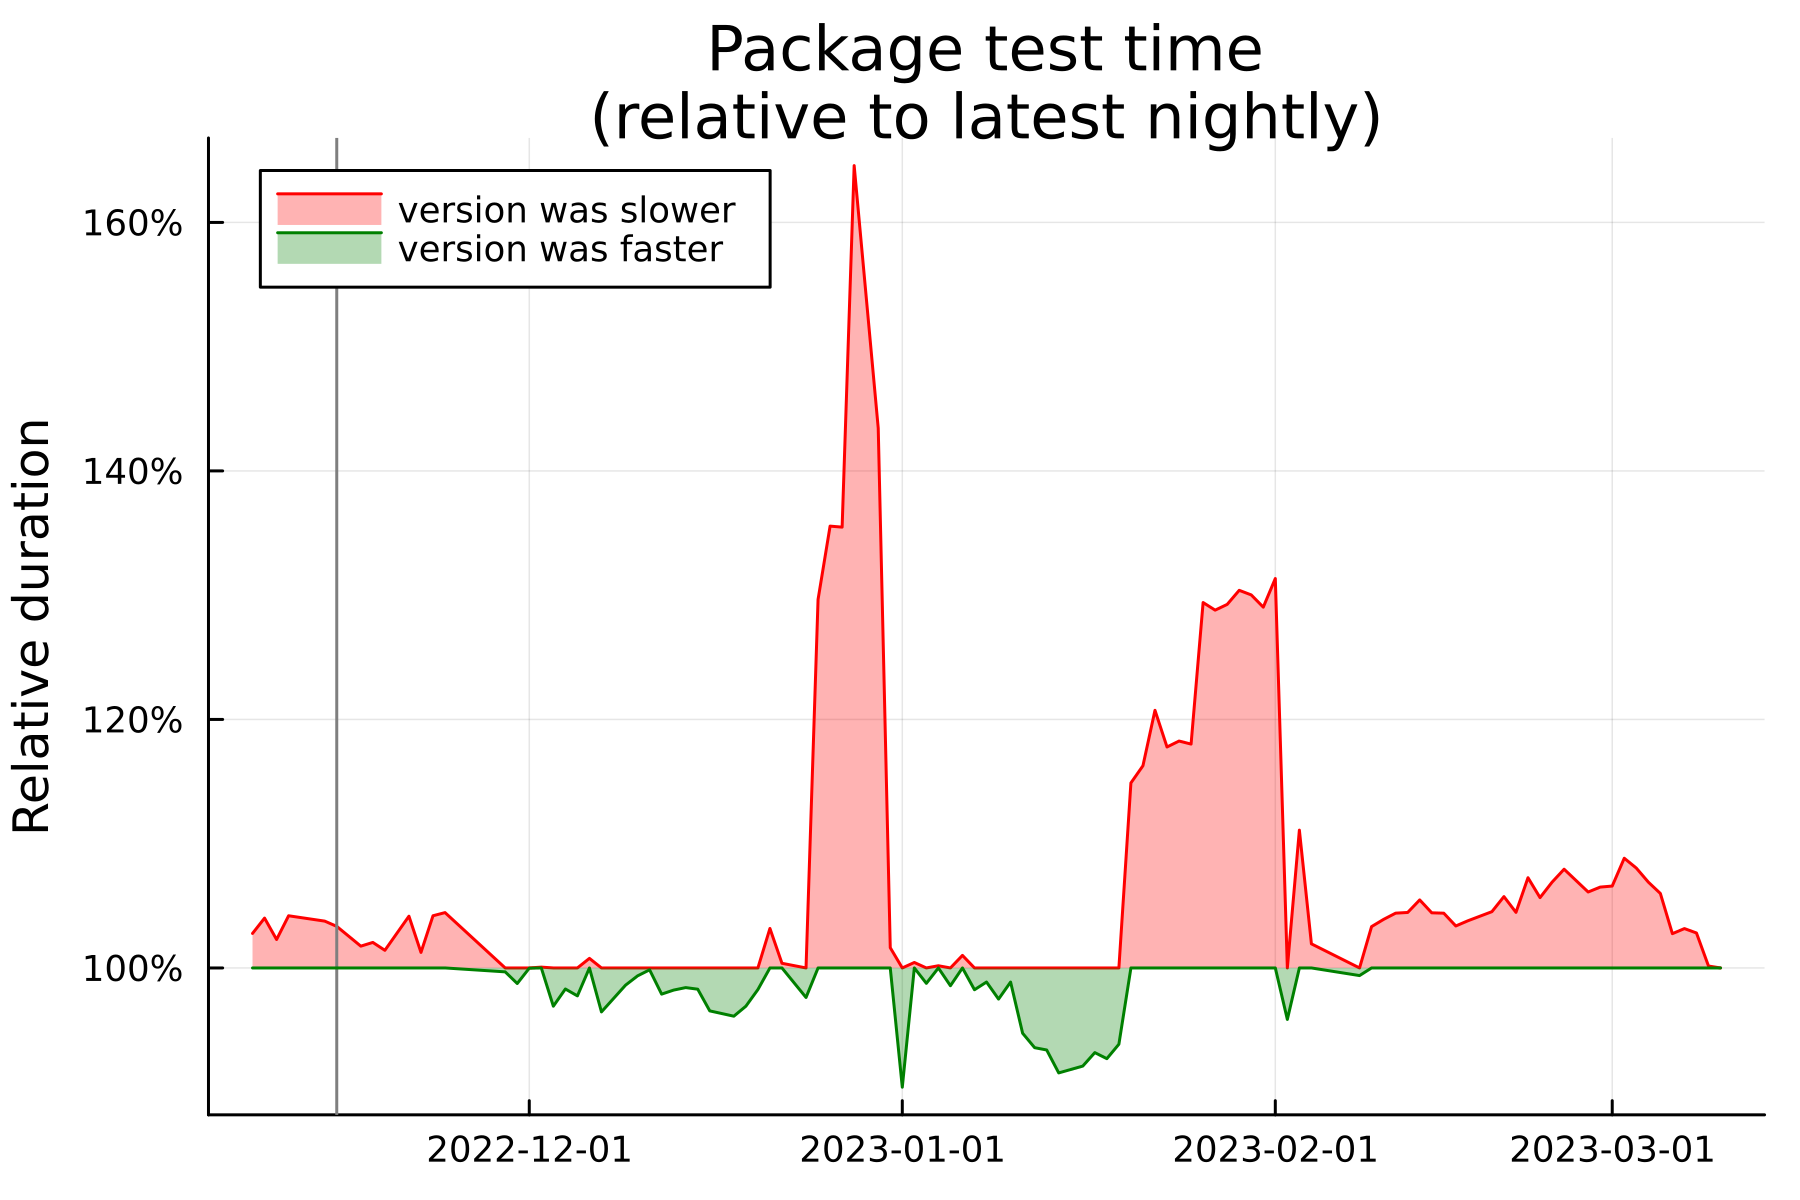 Package test time
(relative to latest nightly)
version was slower
version was faster
160%
140%
120%
100%
Relative duration
2022-12-01
2023-01-01
2023-02-01
2023-03-01